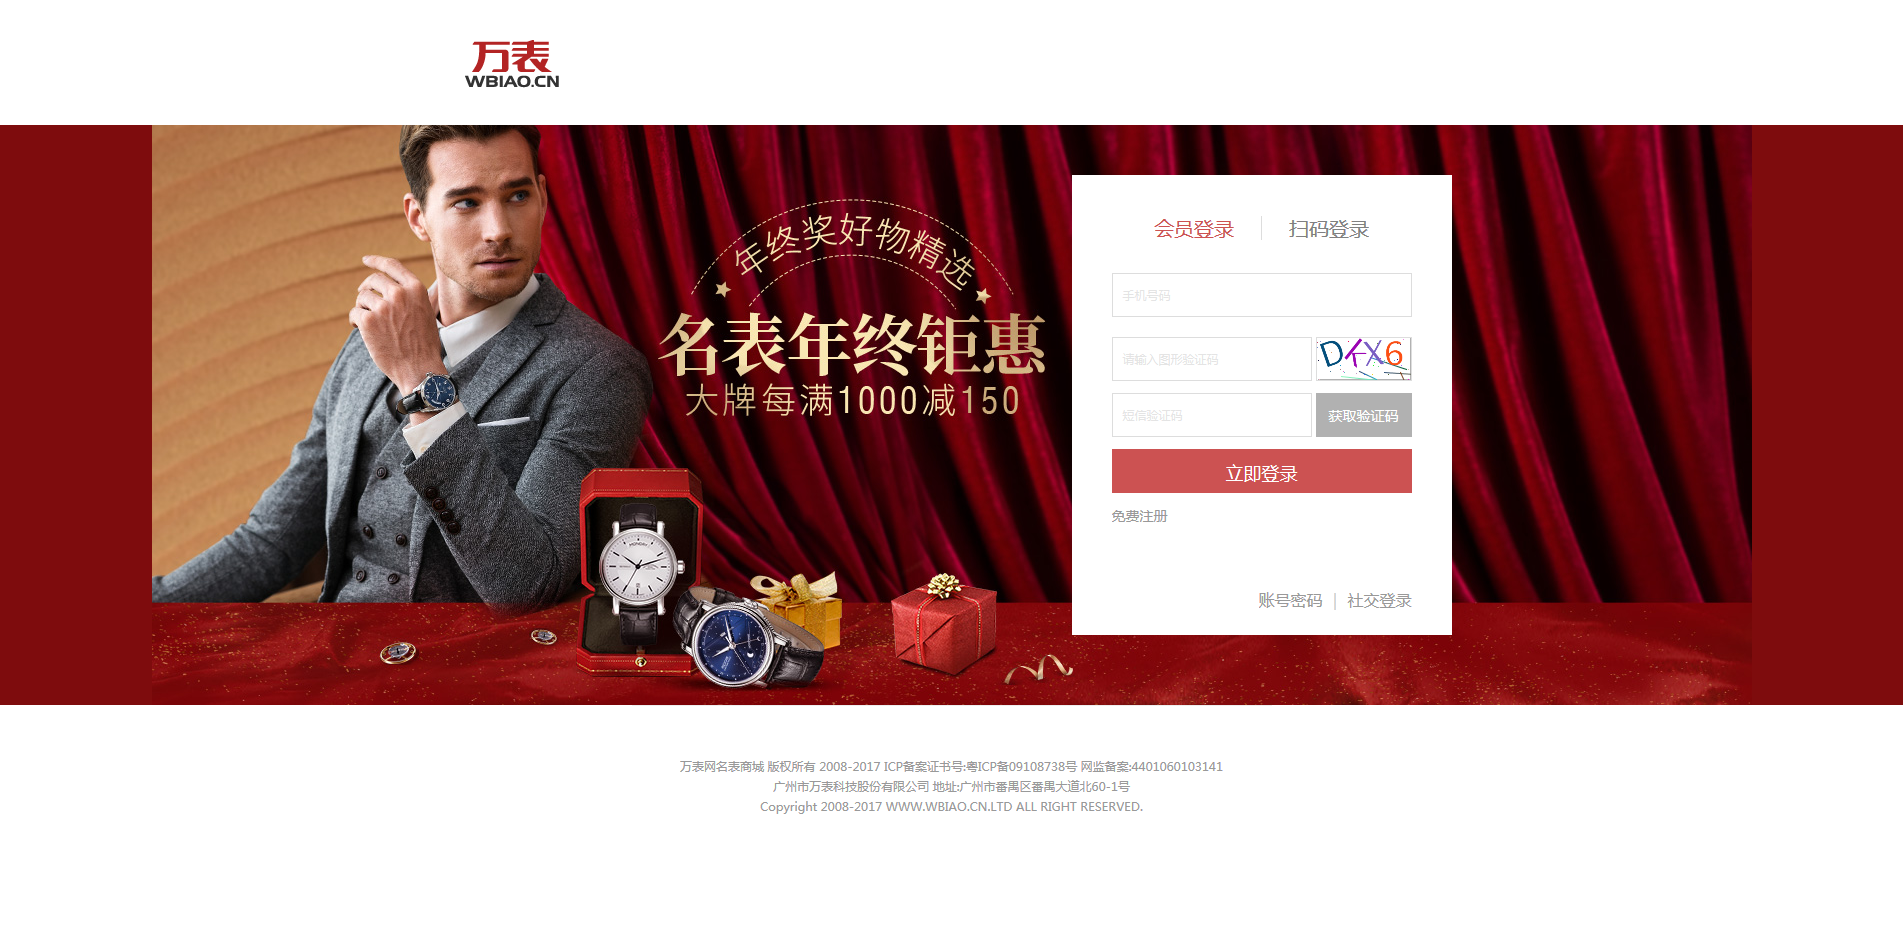 万表
WBIAO.CN
年终奖好物精选
名表年终钜惠
大牌每满1000减150
会员登录
扫码登录
手机号码
请输入图形验证码
DKX6
短信验证码
获取验证码
立即登录
免费注册
账号密码 | 社交登录
万表网名表商城 版权所有 2008-2017 ICP备案证书号:粤ICP备09108738号 网监备案:4401060103141
广州市万表科技股份有限公司 地址:广州市番禺区番禺大道北60-1号
Copyright 2008-2017 WWW.WBIAO.CN.LTD ALL RIGHT RESERVED.